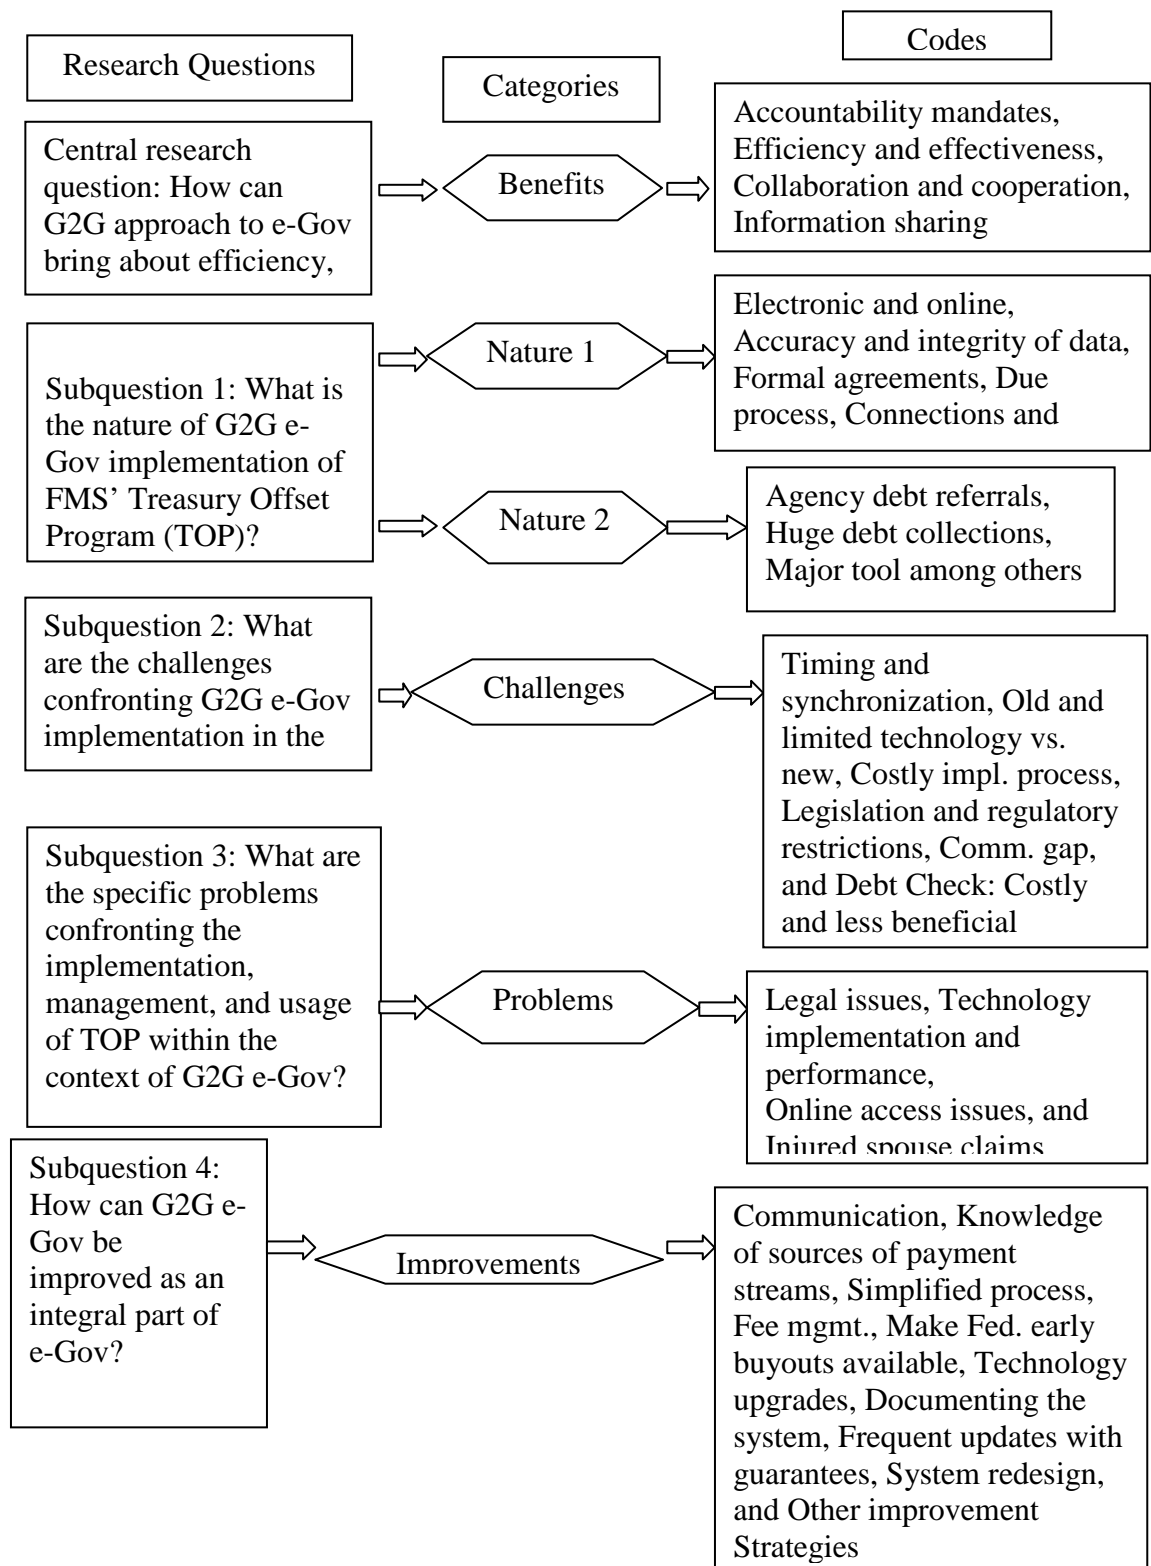 Research Questions
Categories
Codes
Central research
question: How can
G2G approach to e-Gov
bring about efficiency,
Benefits
Accountability mandates,
Efficiency and effectiveness,
Collaboration and cooperation,
Information sharing
Subquestion 1: What is
the nature of G2G e-
Gov implementation of
FMS’ Treasury Offset
Program (TOP)?
Nature 1
Electronic and online,
Accuracy and integrity of data,
Formal agreements, Due
process, Connections and
Nature 2
Agency debt referrals,
Huge debt collections,
Major tool among others
Subquestion 2: What
are the challenges
confronting G2G e-Gov
implementation in the
Challenges
Timing and
synchronization, Old and
limited technology vs.
new, Costly impl. process,
Legislation and regulatory
restrictions, Comm. gap,
and Debt Check: Costly
and less beneficial
Subquestion 3: What are
the specific problems
confronting the
implementation,
management, and usage
of TOP within the
context of G2G e-Gov?
Problems
Legal issues, Technology
implementation and
performance,
Online access issues, and
Injured spouse claims
Subquestion 4:
How can G2G e-
Gov be
improved as an
integral part of
e-Gov?
Improvements
Communication, Knowledge
of sources of payment
streams, Simplified process,
Fee mgmt., Make Fed. early
buyouts available, Technology
upgrades, Documenting the
system, Frequent updates with
guarantees, System redesign,
and Other improvement
Strategies